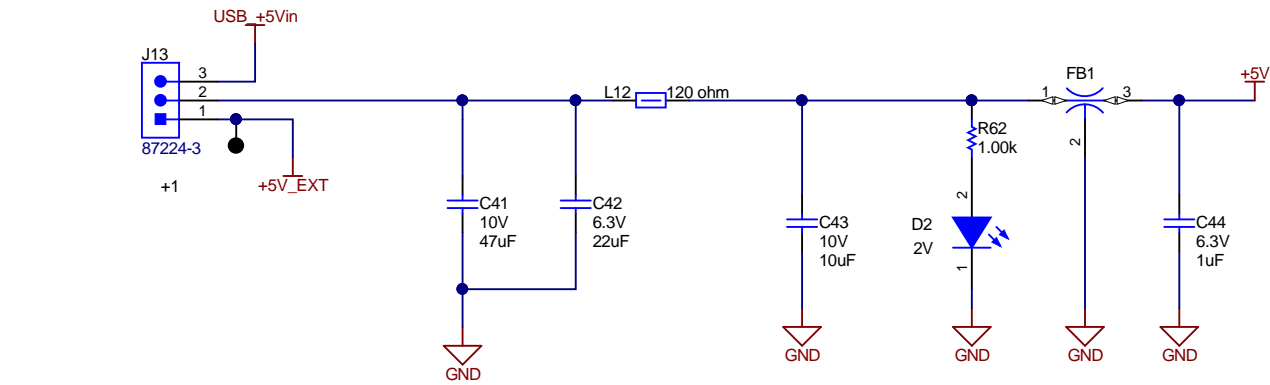 USB_+5Vin
J13
3
2
1
87224-3
+1
+5V_EXT
L12
120 ohm
C41
10V
47uF
C42
6.3V
22uF
GND
C43
10V
10uF
GND
R62
1.00k
2
D2
2V
1
GND
FB1
1
3
2
GND
+5V
C44
6.3V
1uF
GND